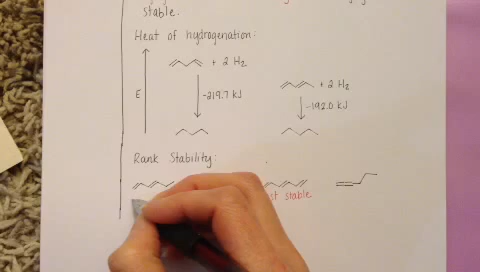 stable.
Heat of hydrogenation:
+ 2 H₂
+ 2 H₂
E
-219.7 kJ
-192.0 kJ
Rank Stability:
st stable